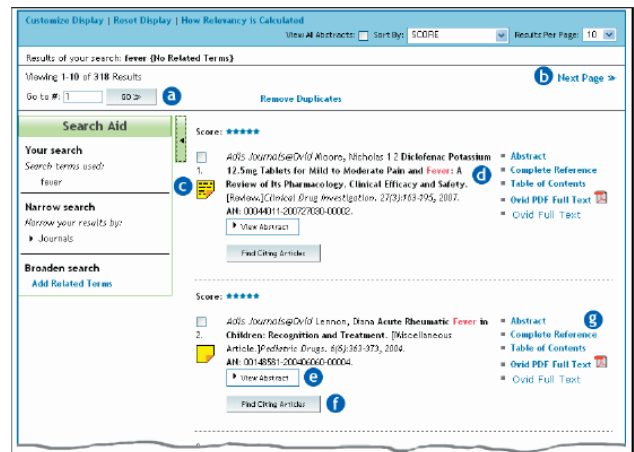 Customize Display | Reset Display | How Relevancy is Calculated
View All Abstracts: Sort By: SCORE Results Per Page: 10
Results of your search: fever {No Related Terms}
Viewing 1-10 of 318 Results
b Next Page >>
Go to #: 1 GO >> a
Remove Duplicates
Search Aid
Your search
Search terms used:
fever
Narrow search
Narrow your results by:
Journals
Broaden search
Add Related Terms
c
Score: *****
1.
Adis Journals@Ovid Moore, Nicholas 1 2 Diclofenac Potassium
12.5mg Tablets for Mild to Moderate Pain and Fever: A
Review of Its Pharmacology, Clinical Efficacy and Safety.
[Review.]Clinical Drug Investigation. 27(3):163-195, 2007.
AN: 00044011-200727030-00002.
View Abstract
Find Citing Articles
d
Abstract
Complete Reference
Table of Contents
Ovid PDF Full Text
Ovid Full Text
Score: *****
2.
Adis Journals@Ovid Lennon, Diana Acute Rheumatic Fever in
Children: Recognition and Treatment. [Miscellaneous
Article.]Pediatric Drugs. 6(6):363-373, 2004.
AN: 00148581-200406060-00004.
View Abstract e
Find Citing Articles f
Abstract g
Complete Reference
Table of Contents
Ovid PDF Full Text
Ovid Full Text